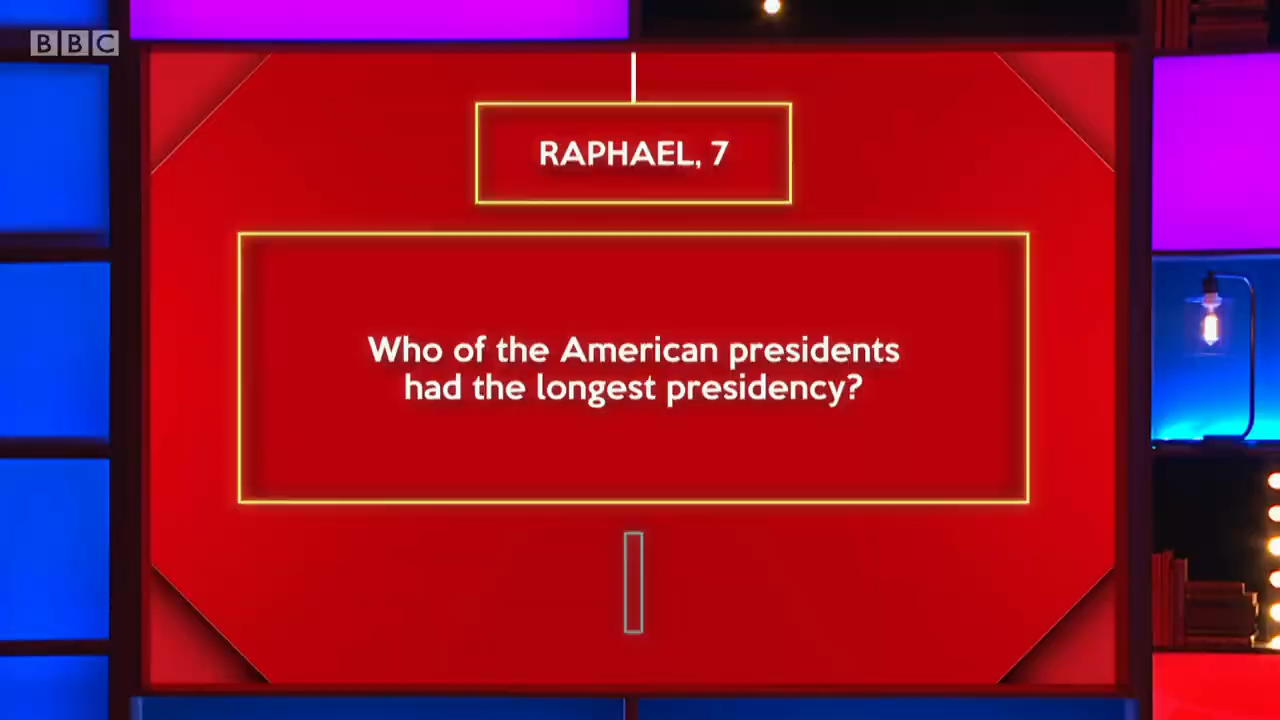 BBC
RAPHAEL, 7
Who of the American presidents
had the longest presidency?